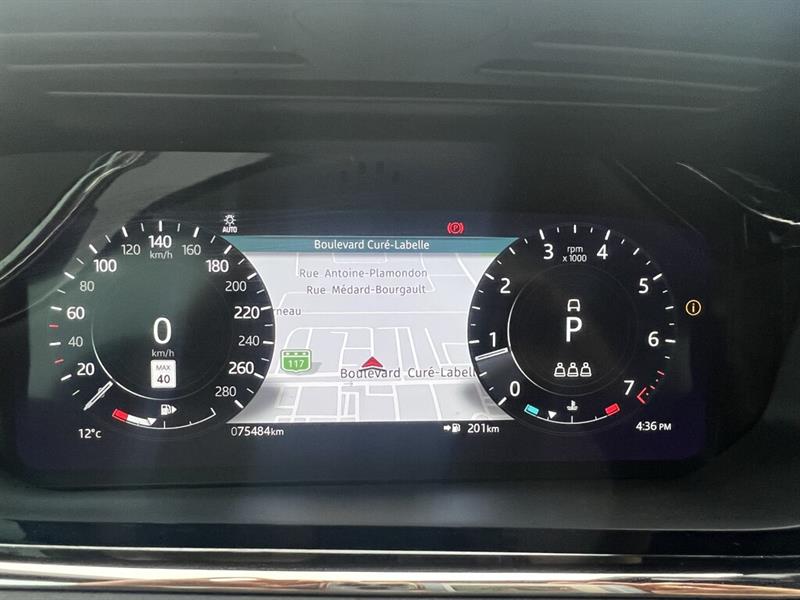 AUTO
Boulevard Curé-Labelle
Rue Antoine-Plamondon
Rue Médard-Bourgault
rneau
117
Boulevard Curé-Labell
20
40
60
80
100
120
140
km/h
160
180
200
220
240
260
280
0
km/h
MAX
40
P
0
1
2
3
rpm
x 1000
4
5
6
7
P
12°C
075484km
201km
4:36 PM